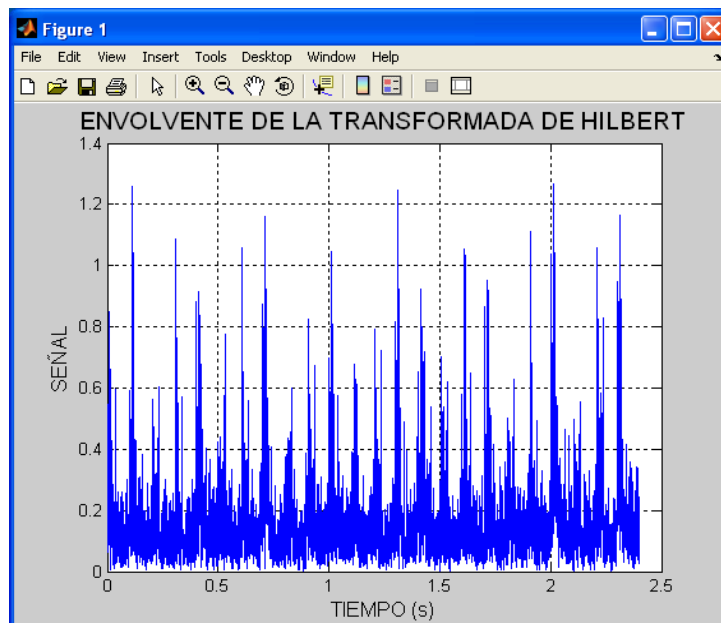 Figure 1
File Edit View Insert Tools Desktop Window Help
ENVOLVENTE DE LA TRANSFORMADA DE HILBERT
1.4
1.2
1
0.8
0.6
0.4
0.2
0
SEÑAL
0 0.5 1 1.5 2 2.5
TIEMPO (s)